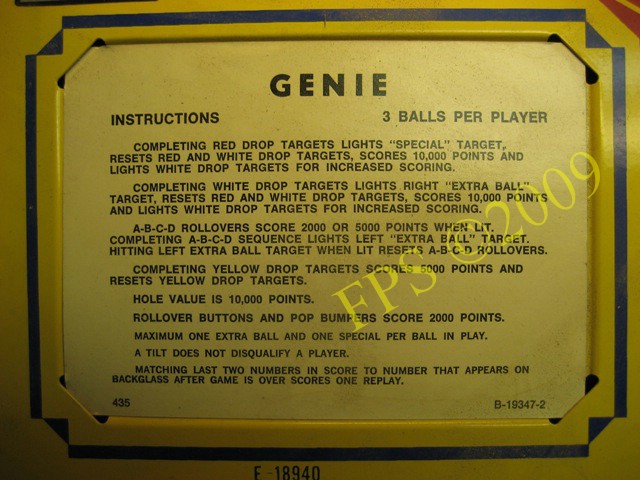 GENIE
INSTRUCTIONS 3 BALLS PER PLAYER
COMPLETING RED DROP TARGETS LIGHTS "SPECIAL" TARGET,
RESETS RED AND WHITE DROP TARGETS, SCORES 10,000 POINTS AND
LIGHTS WHITE DROP TARGETS FOR INCREASED SCORING.
COMPLETING WHITE DROP TARGETS LIGHTS RIGHT "EXTRA BALL"
TARGET, RESETS RED AND WHITE DROP TARGETS, SCORES 10,000 POINTS
AND LIGHTS WHITE DROP TARGETS FOR INCREASED SCORING.
A-B-C-D ROLLOVERS SCORE 2000 OR 5000 POINTS WHEN LIT.
COMPLETING A-B-C-D SEQUENCE LIGHTS LEFT "EXTRA BALL" TARGET.
HITTING LEFT EXTRA BALL TARGET WHEN LIT RESETS A-B-C-D ROLLOVERS.
COMPLETING YELLOW DROP TARGETS SCORES 5000 POINTS AND
RESETS YELLOW DROP TARGETS.
HOLE VALUE IS 10,000 POINTS.
ROLLOVER BUTTONS AND POP BUMPERS SCORE 2000 POINTS.
MAXIMUM ONE EXTRA BALL AND ONE SPECIAL PER BALL IN PLAY.
A TILT DOES NOT DISQUALIFY A PLAYER.
MATCHING LAST TWO NUMBERS IN SCORE TO NUMBER THAT APPEARS ON
BACKGLASS AFTER GAME IS OVER SCORES ONE REPLAY.
435 B-19347-2
E-18940
FPS ©2009